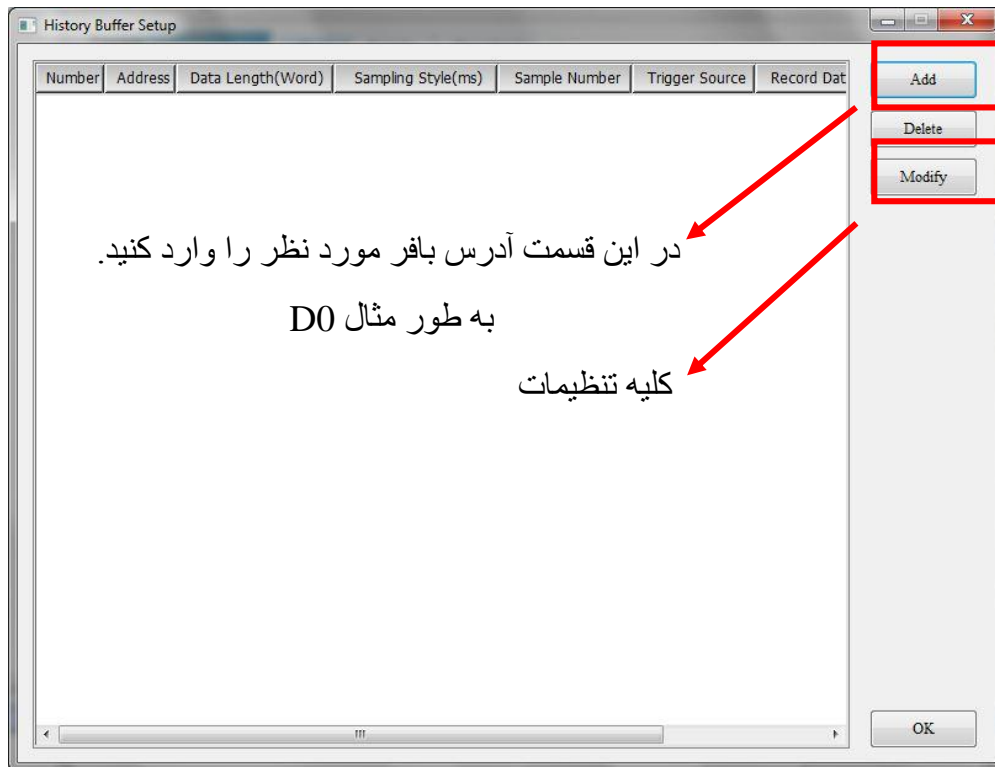 History Buffer Setup
Number Address Data Length(Word) Sampling Style(ms) Sample Number Trigger Source Record Dat
Add
Delete
Modify
در این قسمت آدرس بافر مورد نظر را وارد کنید.
به طور مثال D0
کلیه تنظیمات
OK